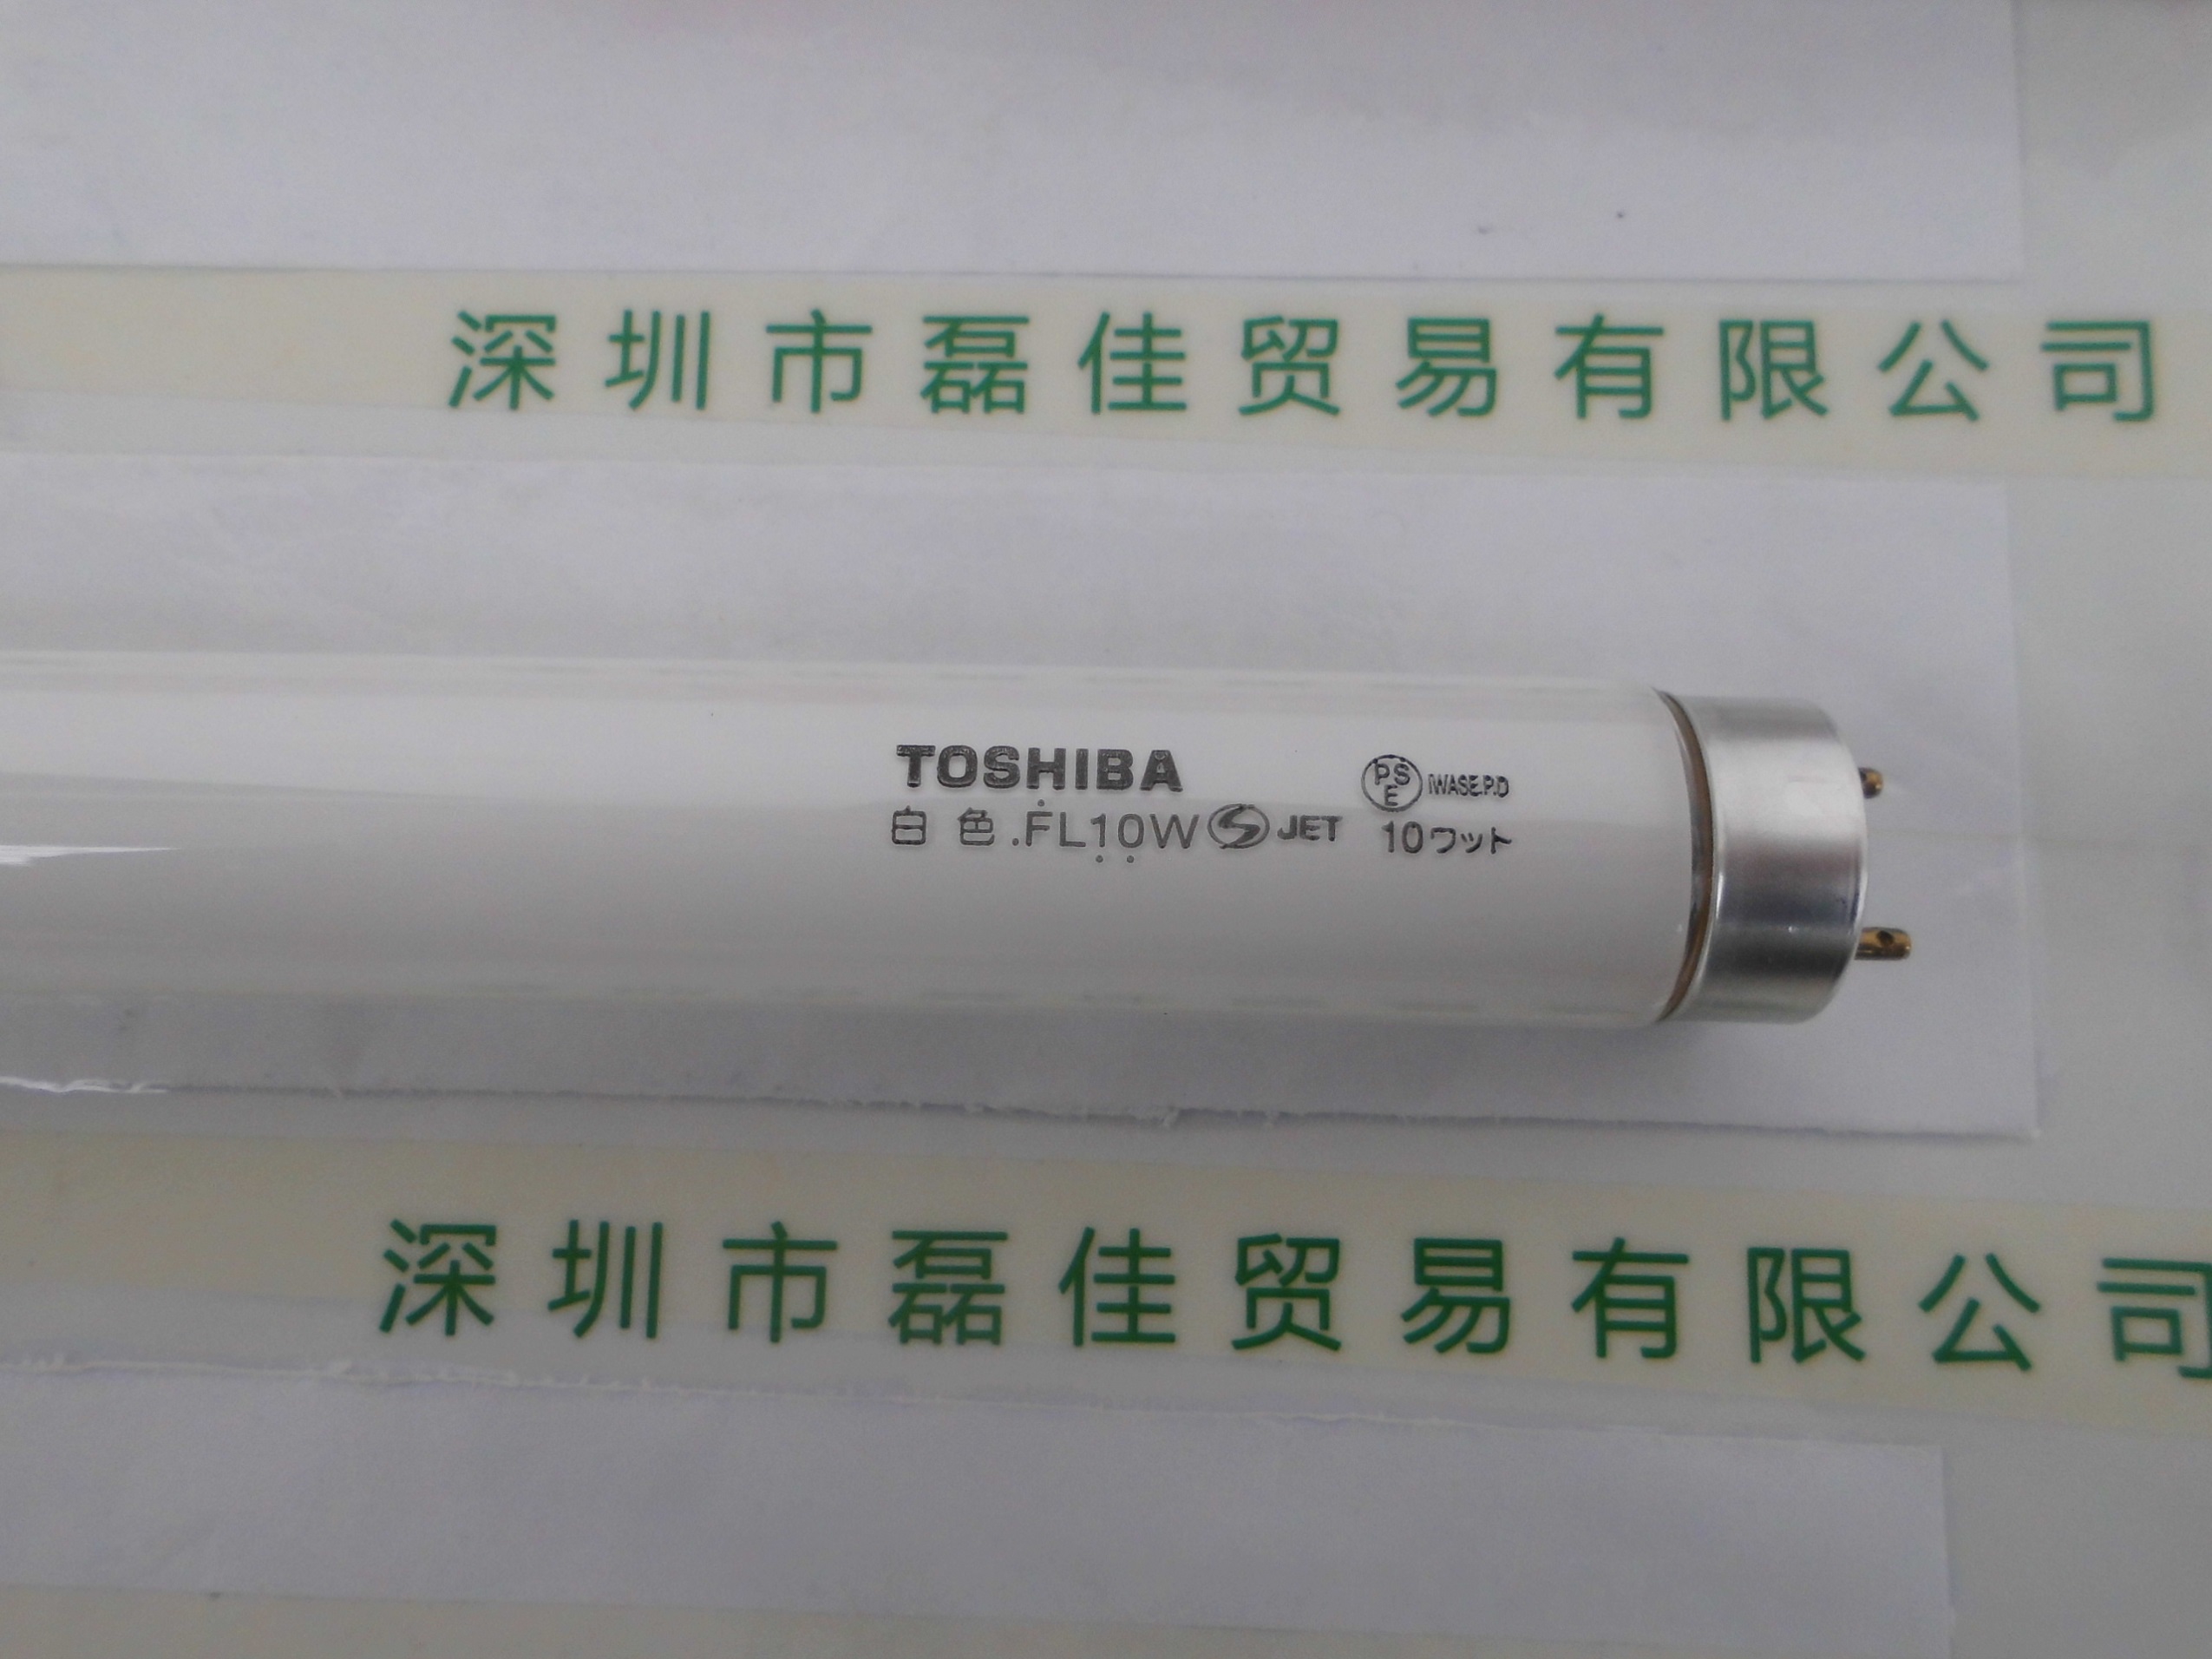 深圳市磊佳贸易有限公司
TOSHIBA
白色.FL10W S JET
PSE IWASE.P.D
10ワット
深圳市磊佳贸易有限公司